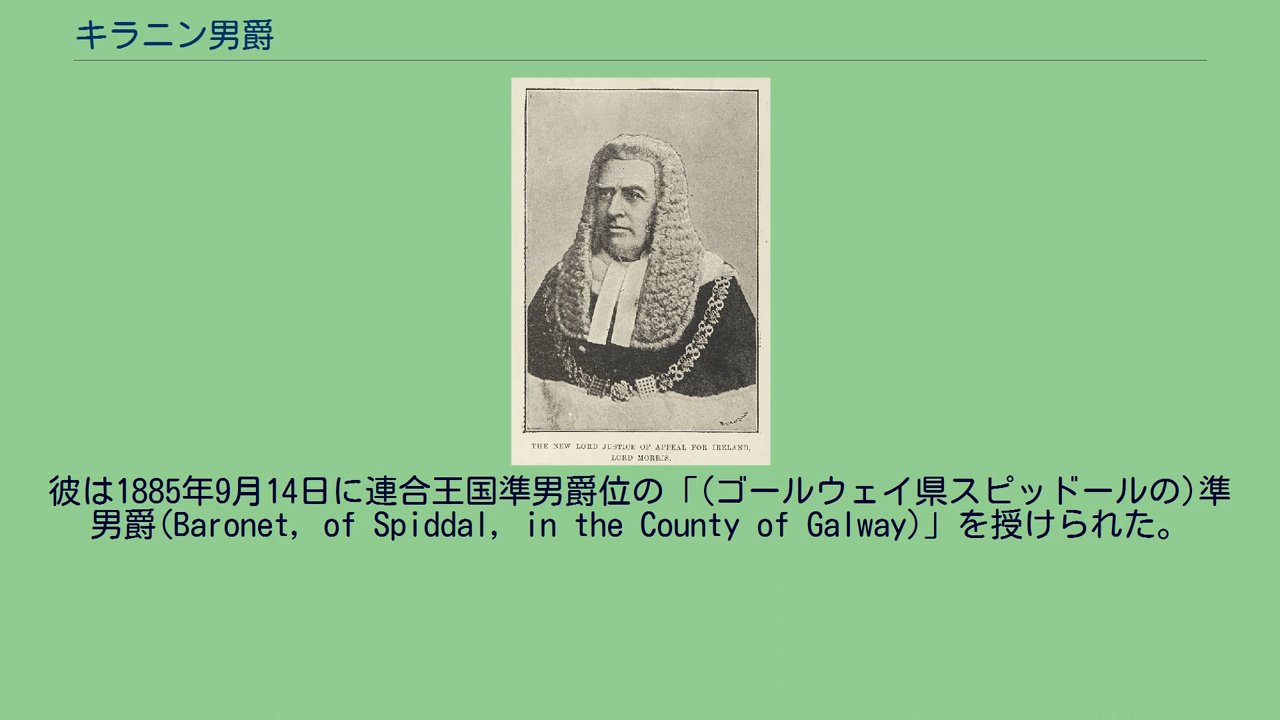 キラニン男爵
THE NEW LORD JUSTICE OF APPEAL FOR IRELAND,
LORD MORRIS.
彼は1885年9月14日に連合王国準男爵位の「(ゴールウェイ県スピッドールの)準
男爵(Baronet, of Spiddal, in the County of Galway)」を授けられた。